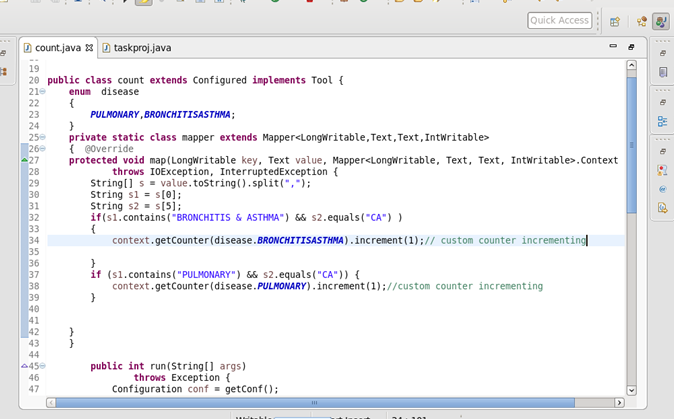 Quick Access
count.java taskproj.java
19
20 public class count extends Configured implements Tool {
21 enum disease
22 {
23 PULMONARY,BRONCHITISASTHMA;
24 }
25 private static class mapper extends Mapper<LongWritable,Text,Text,IntWritable>
26 { @Override
27 protected void map(LongWritable key, Text value, Mapper<LongWritable, Text, Text, IntWritable>.Context
28 throws IOException, InterruptedException {
29 String[] s = value.toString().split(",");
30 String s1 = s[0];
31 String s2 = s[5];
32 if(s1.contains("BRONCHITIS & ASTHMA") && s2.equals("CA") )
33 {
34 context.getCounter(disease.BRONCHITISASTHMA).increment(1);// custom counter incrementing
35
36 }
37 if (s1.contains("PULMONARY") && s2.equals("CA")) {
38 context.getCounter(disease.PULMONARY).increment(1);//custom counter incrementing
39 }
40
41
42 }
43 }
44
45 public int run(String[] args)
46 throws Exception {
47 Configuration conf = getConf();